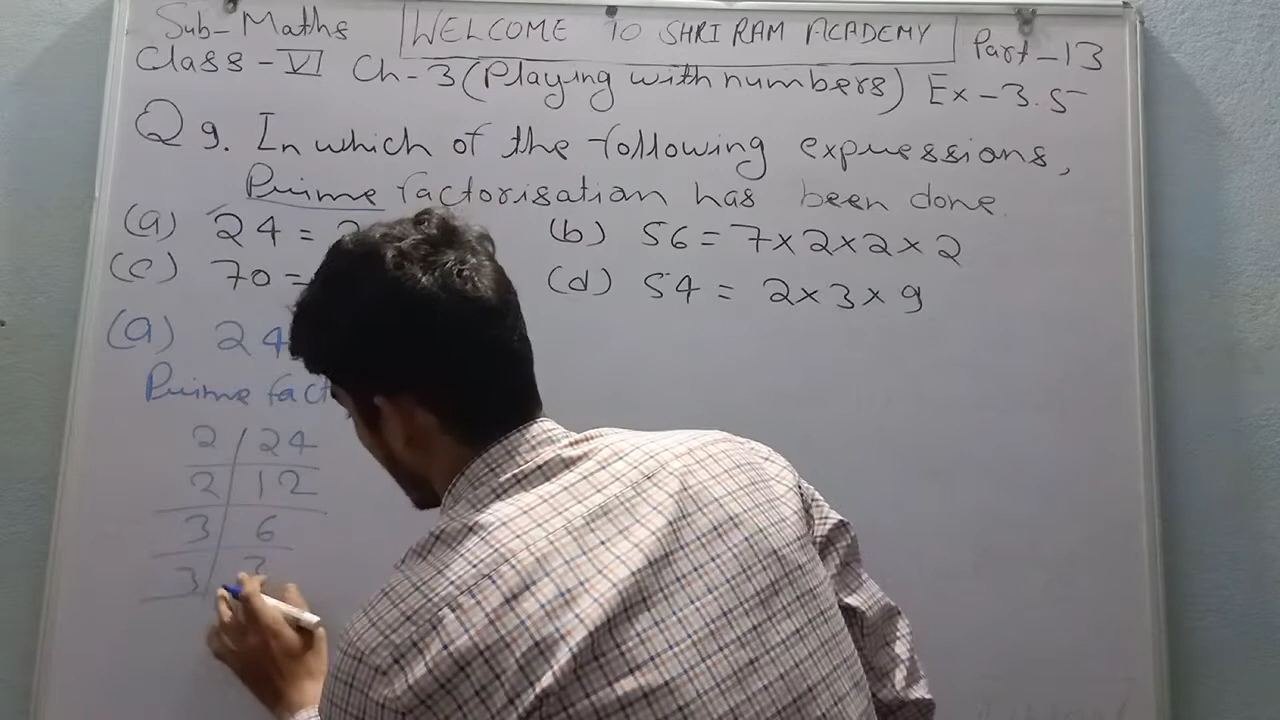 Sub-Maths WELCOME TO SHRI RAM ACADEMY Part-13
Class-VI Ch-3 (Playing with numbers) Ex-3.5
Q 9. In which of the following expressions,
Prime factorisation has been done.
(a) 24 = 2 (b) 56 = 7×2×2×2
(c) 70 = (d) 54 = 2×3×9
(a) 24
Prime fact
2 24
2 12
3 6
3 3